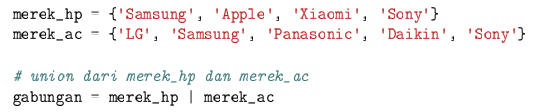 merek_hp = {'Samsung', 'Apple', 'Xiaomi', 'Sony'}
merek_ac = {'LG', 'Samsung', 'Panasonic', 'Daikin', 'Sony'}
# union dari merek_hp dan merek_ac
gabungan = merek_hp | merek_ac